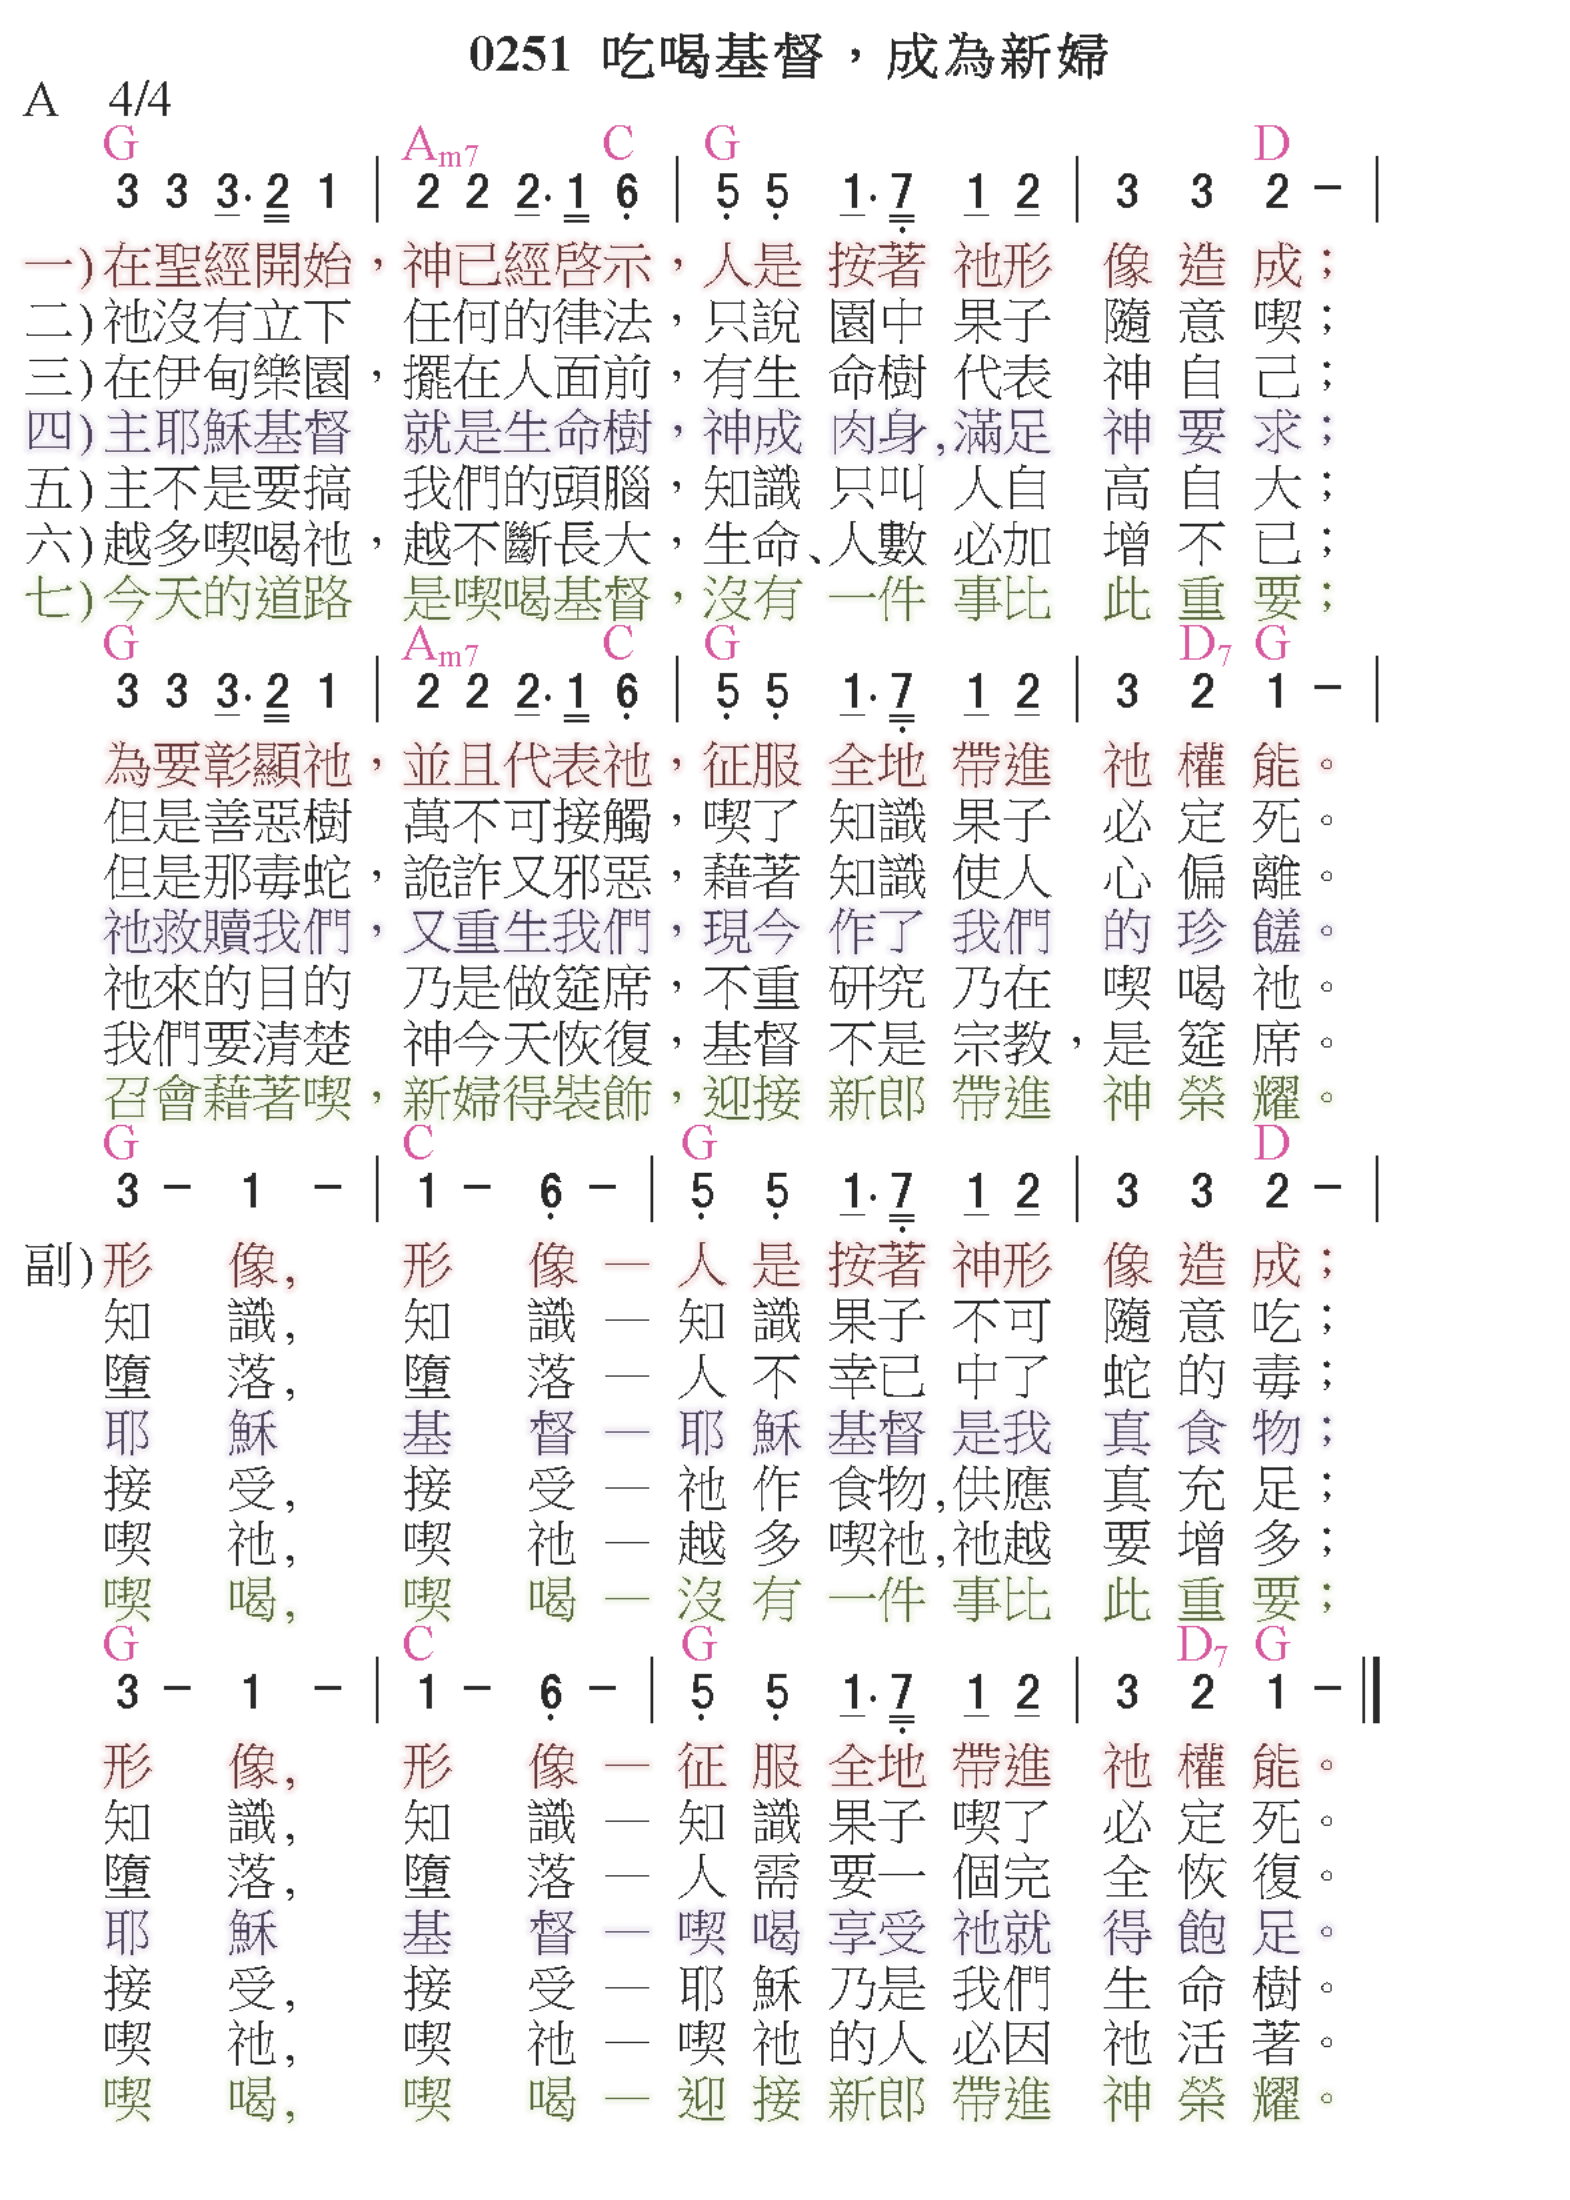 0251 吃喝基督，成為新婦
A 4/4
G Am7 C G D
3 3 3. 2 1 | 2 2 2. 1 6 | 5 5 1. 7 1 2 | 3 3 2 - |
一)在聖經開始，神已經啓示，人是 按著 祂形 像 造 成；
二)祂沒有立下 任何的律法，只說 園中 果子 隨 意 喫；
三)在伊甸樂園，擺在人面前，有生 命樹 代表 神 自 己；
四)主耶穌基督 就是生命樹，神成 肉身,滿足 神 要 求；
五)主不是要搞 我們的頭腦，知識 只叫 人自 高 自 大；
六)越多喫喝祂，越不斷長大，生命、人數 必加 增 不 已；
七)今天的道路 是喫喝基督，沒有 一件 事比 此 重 要；
G Am7 C G D7 G
3 3 3. 2 1 | 2 2 2. 1 6 | 5 5 1. 7 1 2 | 3 2 1 - |
為要彰顯祂，並且代表祂，征服 全地 帶進 祂 權 能。
但是善惡樹 萬不可接觸，喫了 知識 果子 必 定 死。
但是那毒蛇，詭詐又邪惡，藉著 知識 使人 心 偏 離。
祂救贖我們，又重生我們，現今 作了 我們 的 珍 饈。
祂來的目的 乃是做筵席，不重 研究 乃在 喫 喝 祂。
我們要清楚 神今天恢復，基督 不是 宗教，是 筵 席。
召會藉著喫，新婦得裝飾，迎接 新郎 帶進 神 榮 耀。
G C G D
3 - 1 - | 1 - 6 - | 5 5 1. 7 1 2 | 3 3 2 - |
副)形 像, 形 像 — 人 是 按著 神形 像 造 成；
知 識, 知 識 — 知 識 果子 不可 隨 意 吃；
墮 落, 墮 落 — 人 不 幸已 中了 蛇 的 毒；
耶 穌 基 督 — 耶 穌 基督 是我 真 食 物；
接 受, 接 受 — 祂 作 食物,供應 真 充 足；
喫 祂, 喫 祂 — 越 多 喫祂,祂越 要 增 多；
喫 喝, 喫 喝 — 沒 有 一件 事比 此 重 要；
G C G D7 G
3 - 1 - | 1 - 6 - | 5 5 1. 7 1 2 | 3 2 1 - ‖
形 像, 形 像 — 征 服 全地 帶進 祂 權 能。
知 識, 知 識 — 知 識 果子 喫了 必 定 死。
墮 落, 墮 落 — 人 需 要一 個完 全 恢 復。
耶 穌 基 督 — 喫 喝 享受 祂就 得 飽 足。
接 受, 接 受 — 耶 穌 乃是 我們 生 命 樹。
喫 祂, 喫 祂 — 喫 祂 的人 必因 祂 活 著。
喫 喝, 喫 喝 — 迎 接 新郎 帶進 神 榮 耀。